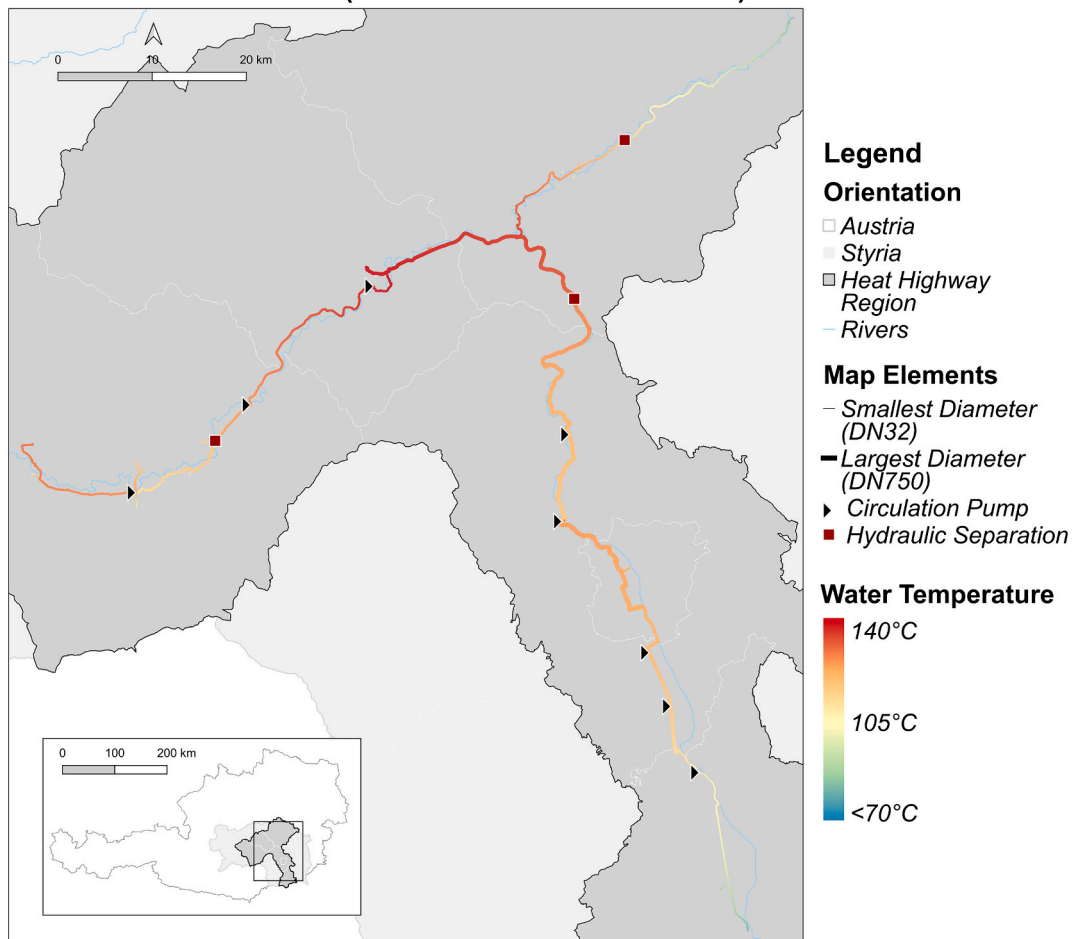 0 10 20 km
Legend
Orientation
Austria
Styria
Heat Highway
Region
Rivers
Map Elements
Smallest Diameter
(DN32)
Largest Diameter
(DN750)
Circulation Pump
Hydraulic Separation
Water Temperature
140°C
105°C
<70°C
0 100 200 km